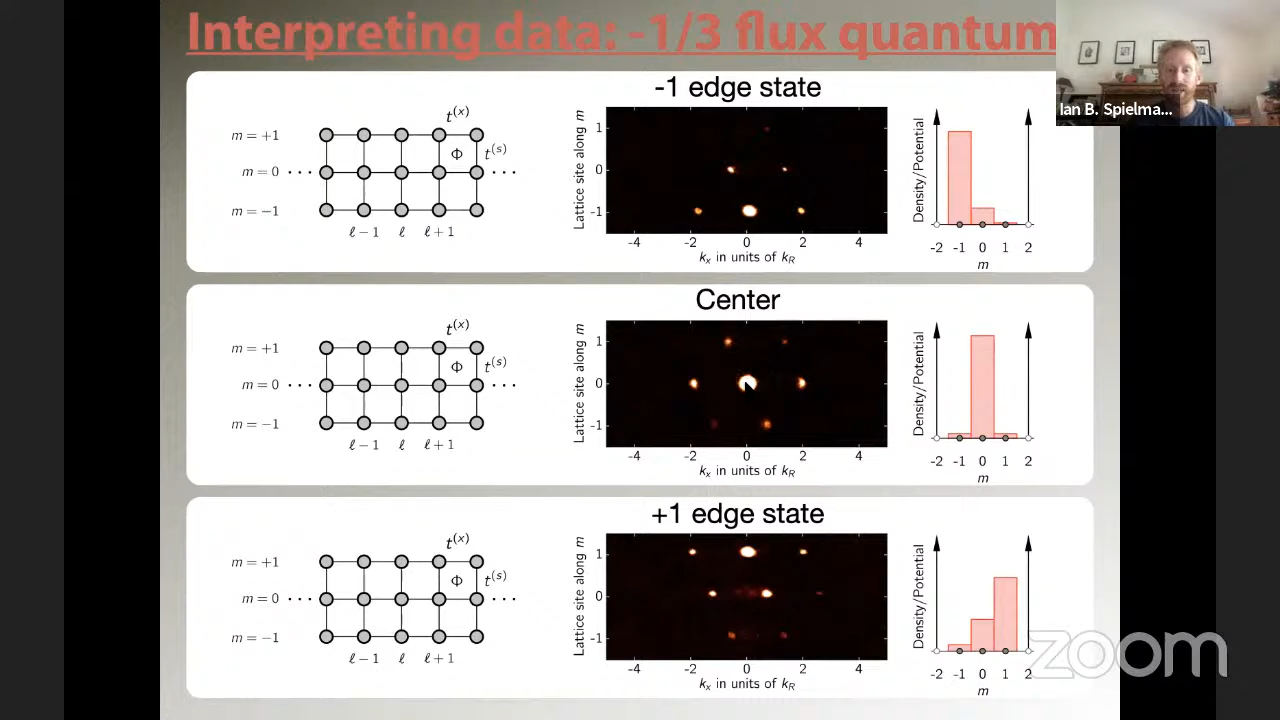 Interpreting data: -1/3 flux quantum
Ian B. Spielma...
-1 edge state
t^(x)
m = +1
Φ t^(s)
m = 0 · · · · · ·
m = −1
ℓ − 1 ℓ ℓ + 1
Lattice site along m
1
0
-1
-4 -2 0 2 4
k_x in units of k_R
Density/Potential
-2 -1 0 1 2
m
Center
t^(x)
m = +1
Φ t^(s)
m = 0 · · · · · ·
m = −1
ℓ − 1 ℓ ℓ + 1
Lattice site along m
1
0
-1
-4 -2 0 2 4
k_x in units of k_R
Density/Potential
-2 -1 0 1 2
m
+1 edge state
t^(x)
m = +1
Φ t^(s)
m = 0 · · · · · ·
m = −1
ℓ − 1 ℓ ℓ + 1
Lattice site along m
1
0
-1
-4 -2 0 2 4
k_x in units of k_R
Density/Potential
-2 -1 0 1 2
m
zoom